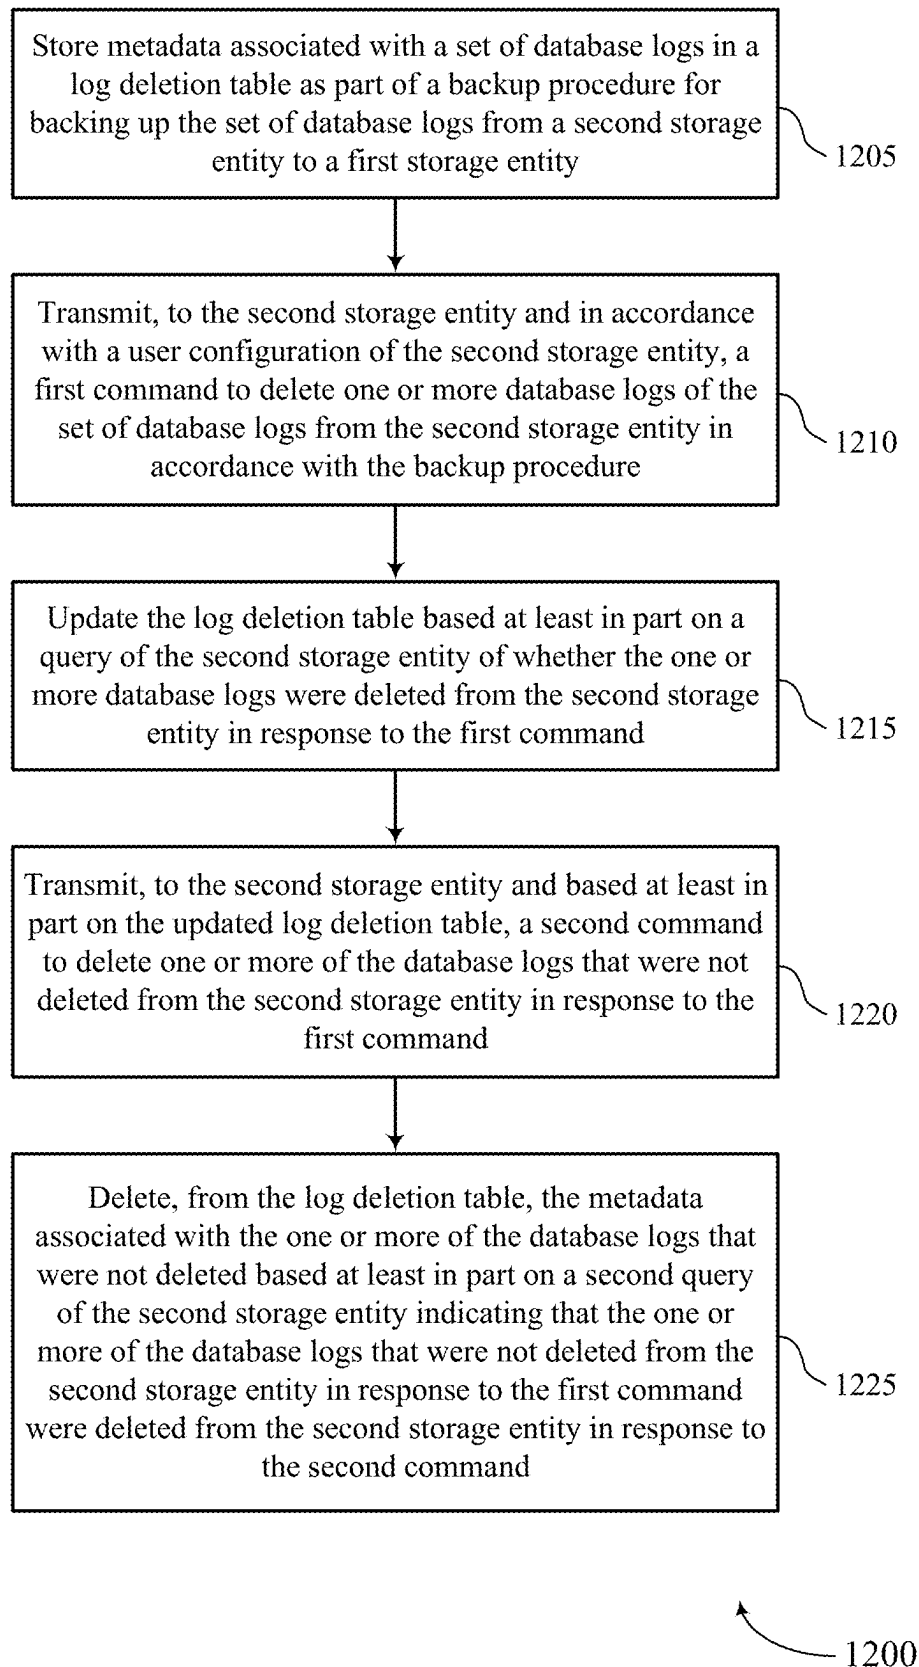 Store metadata associated with a set of database logs in a
log deletion table as part of a backup procedure for
backing up the set of database logs from a second storage
entity to a first storage entity
1205
Transmit, to the second storage entity and in accordance
with a user configuration of the second storage entity, a
first command to delete one or more database logs of the
set of database logs from the second storage entity in
accordance with the backup procedure
1210
Update the log deletion table based at least in part on a
query of the second storage entity of whether the one or
more database logs were deleted from the second storage
entity in response to the first command
1215
Transmit, to the second storage entity and based at least in
part on the updated log deletion table, a second command
to delete one or more of the database logs that were not
deleted from the second storage entity in response to the
first command
1220
Delete, from the log deletion table, the metadata
associated with the one or more of the database logs that
were not deleted based at least in part on a second query
of the second storage entity indicating that the one or
more of the database logs that were not deleted from the
second storage entity in response to the first command
were deleted from the second storage entity in response to
the second command
1225
1200